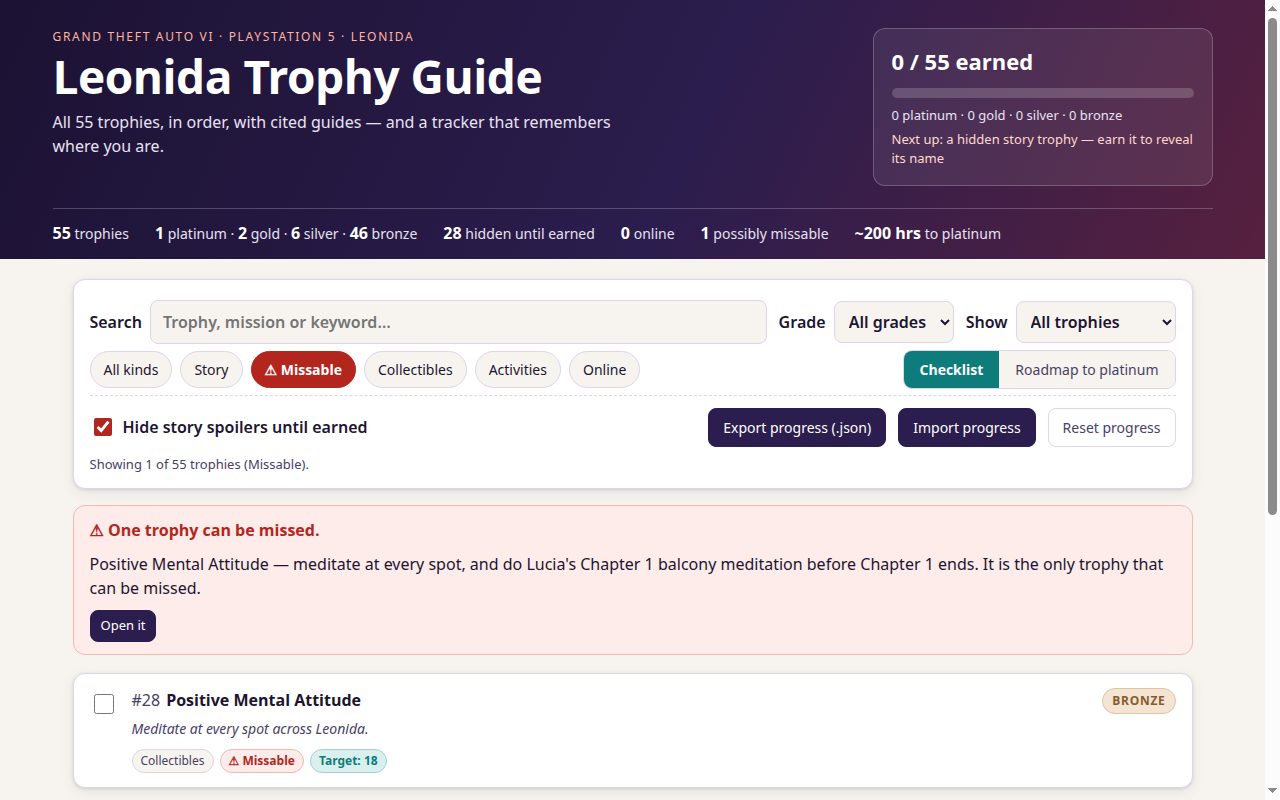 GRAND THEFT AUTO VI · PLAYSTATION 5 · LEONIDA
Leonida Trophy Guide
All 55 trophies, in order, with cited guides — and a tracker that remembers
where you are.
0 / 55 earned
0 platinum · 0 gold · 0 silver · 0 bronze
Next up: a hidden story trophy — earn it to reveal
its name
55 trophies 1 platinum · 2 gold · 6 silver · 46 bronze 28 hidden until earned 0 online 1 possibly missable ~200 hrs to platinum
Search Trophy, mission or keyword... Grade All grades Show All trophies
All kinds Story ⚠ Missable Collectibles Activities Online Checklist Roadmap to platinum
Hide story spoilers until earned Export progress (.json) Import progress Reset progress
Showing 1 of 55 trophies (Missable).
⚠ One trophy can be missed.
Positive Mental Attitude — meditate at every spot, and do Lucia's Chapter 1 balcony meditation before Chapter 1 ends. It is the only trophy that
can be missed.
Open it
#28 Positive Mental Attitude BRONZE
Meditate at every spot across Leonida.
Collectibles ⚠ Missable Target: 18